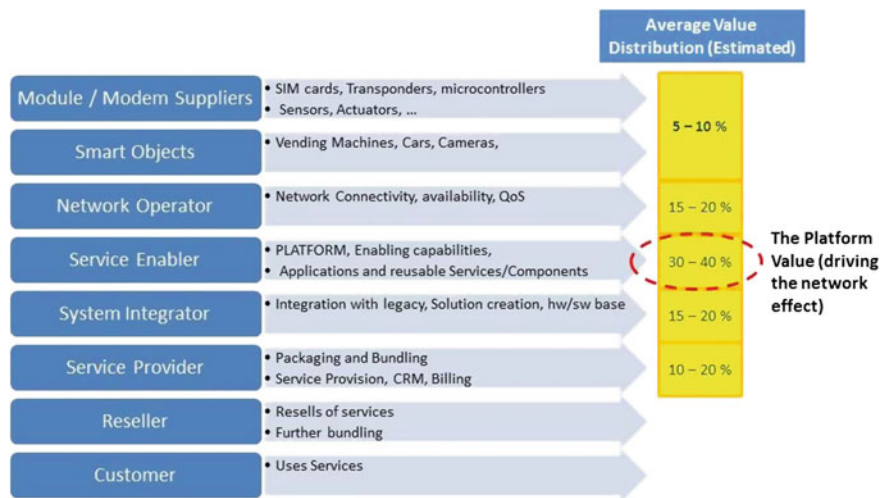 Average Value
Distribution (Estimated)
Module / Modem Suppliers
• SIM cards, Transponders, microcontrollers
• Sensors, Actuators, ...
5 – 10 %
Smart Objects
• Vending Machines, Cars, Cameras,
Network Operator
• Network Connectivity, availability, QoS
15 – 20 %
Service Enabler
• PLATFORM, Enabling capabilities,
• Applications and reusable Services/Components
30 – 40 %
The Platform
Value (driving
the network
effect)
System Integrator
• Integration with legacy, Solution creation, hw/sw base
15 – 20 %
Service Provider
• Packaging and Bundling
• Service Provision, CRM, Billing
10 – 20 %
Reseller
• Resells of services
• Further bundling
Customer
• Uses Services